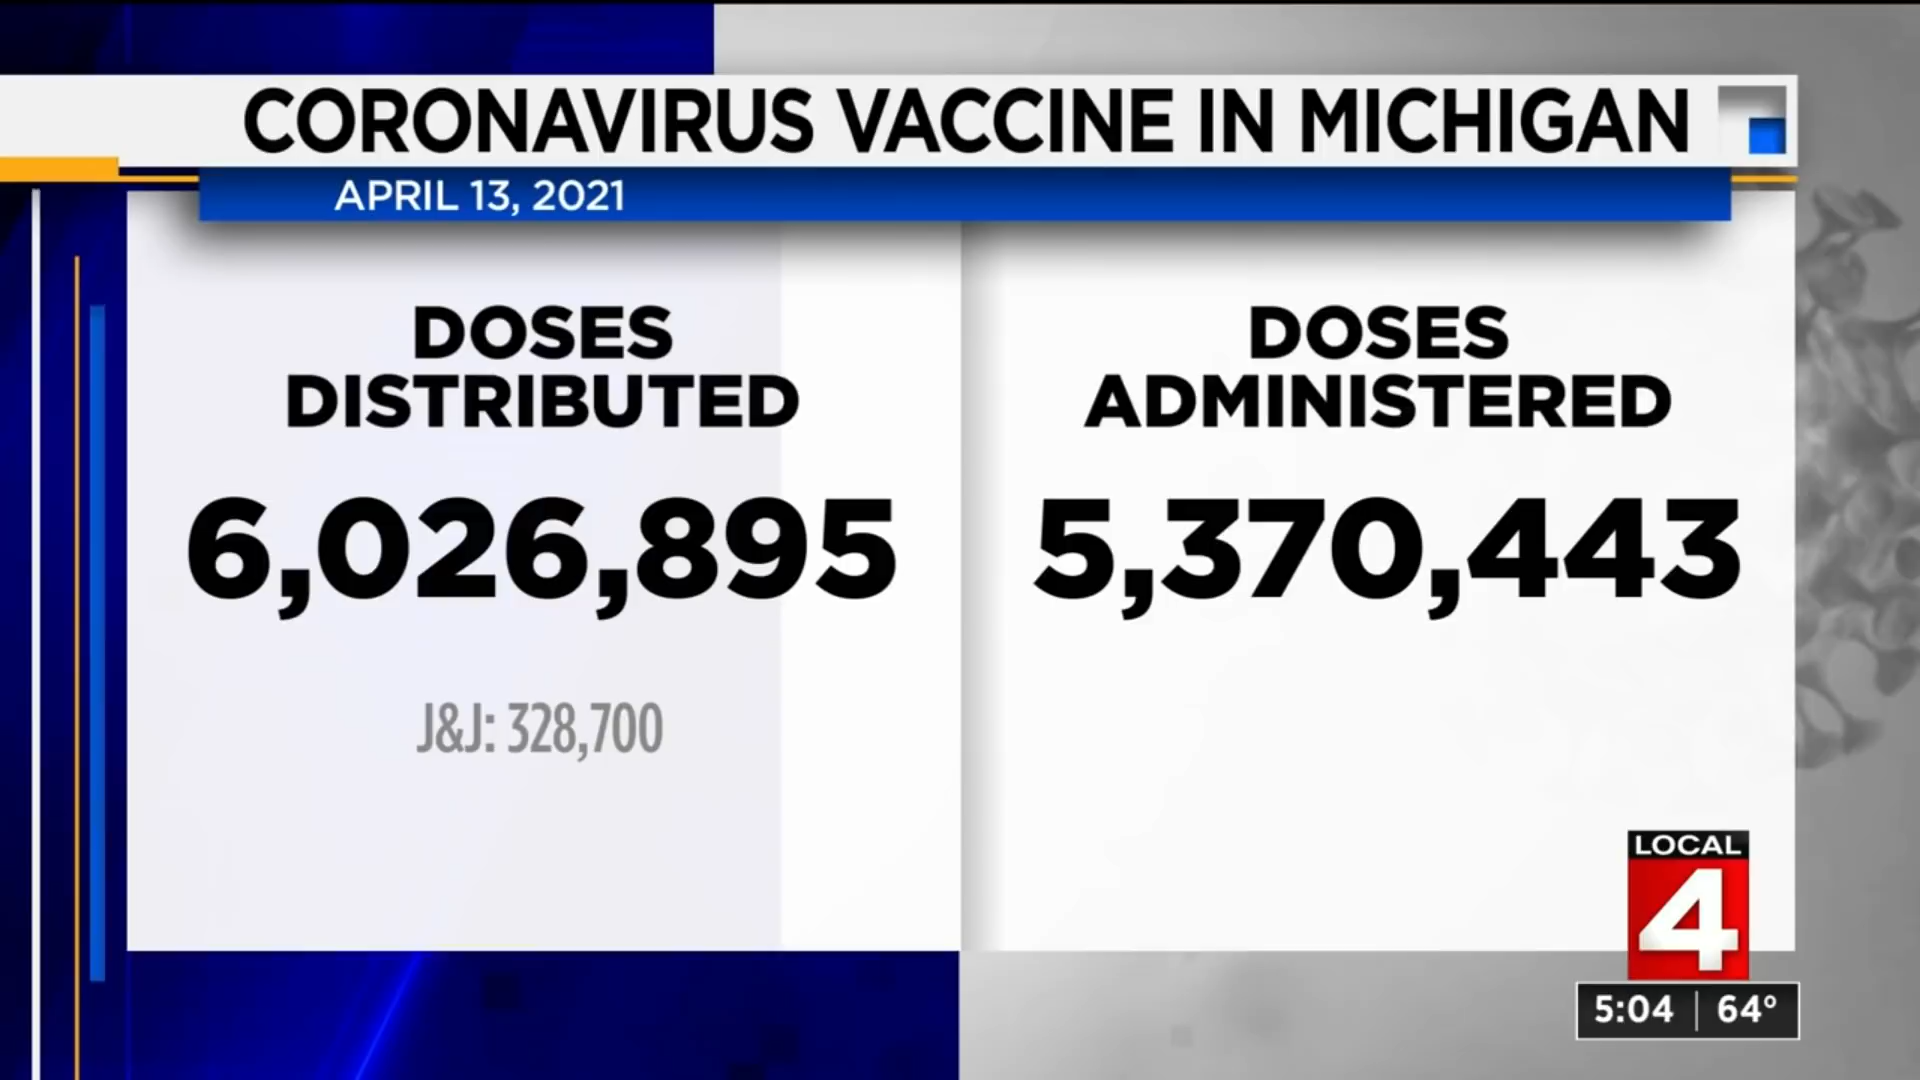 CORONAVIRUS VACCINE IN MICHIGAN
APRIL 13, 2021
DOSES
DISTRIBUTED
6,026,895
J&J: 328,700
DOSES
ADMINISTERED
5,370,443
LOCAL
4
5:04 | 64°